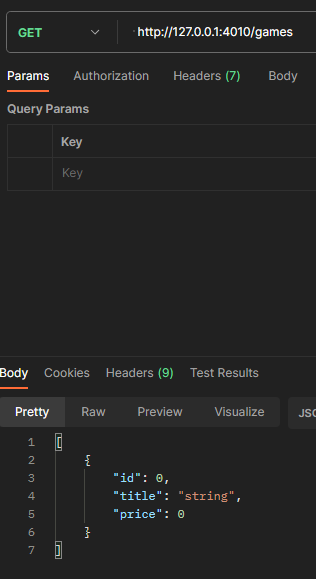 GET http://127.0.0.1:4010/games
Params Authorization Headers (7) Body
Query Params
Key
Key
Body Cookies Headers (9) Test Results
Pretty Raw Preview Visualize
1 [
2 {
3 "id": 0,
4 "title": "string",
5 "price": 0
6 }
7 ]